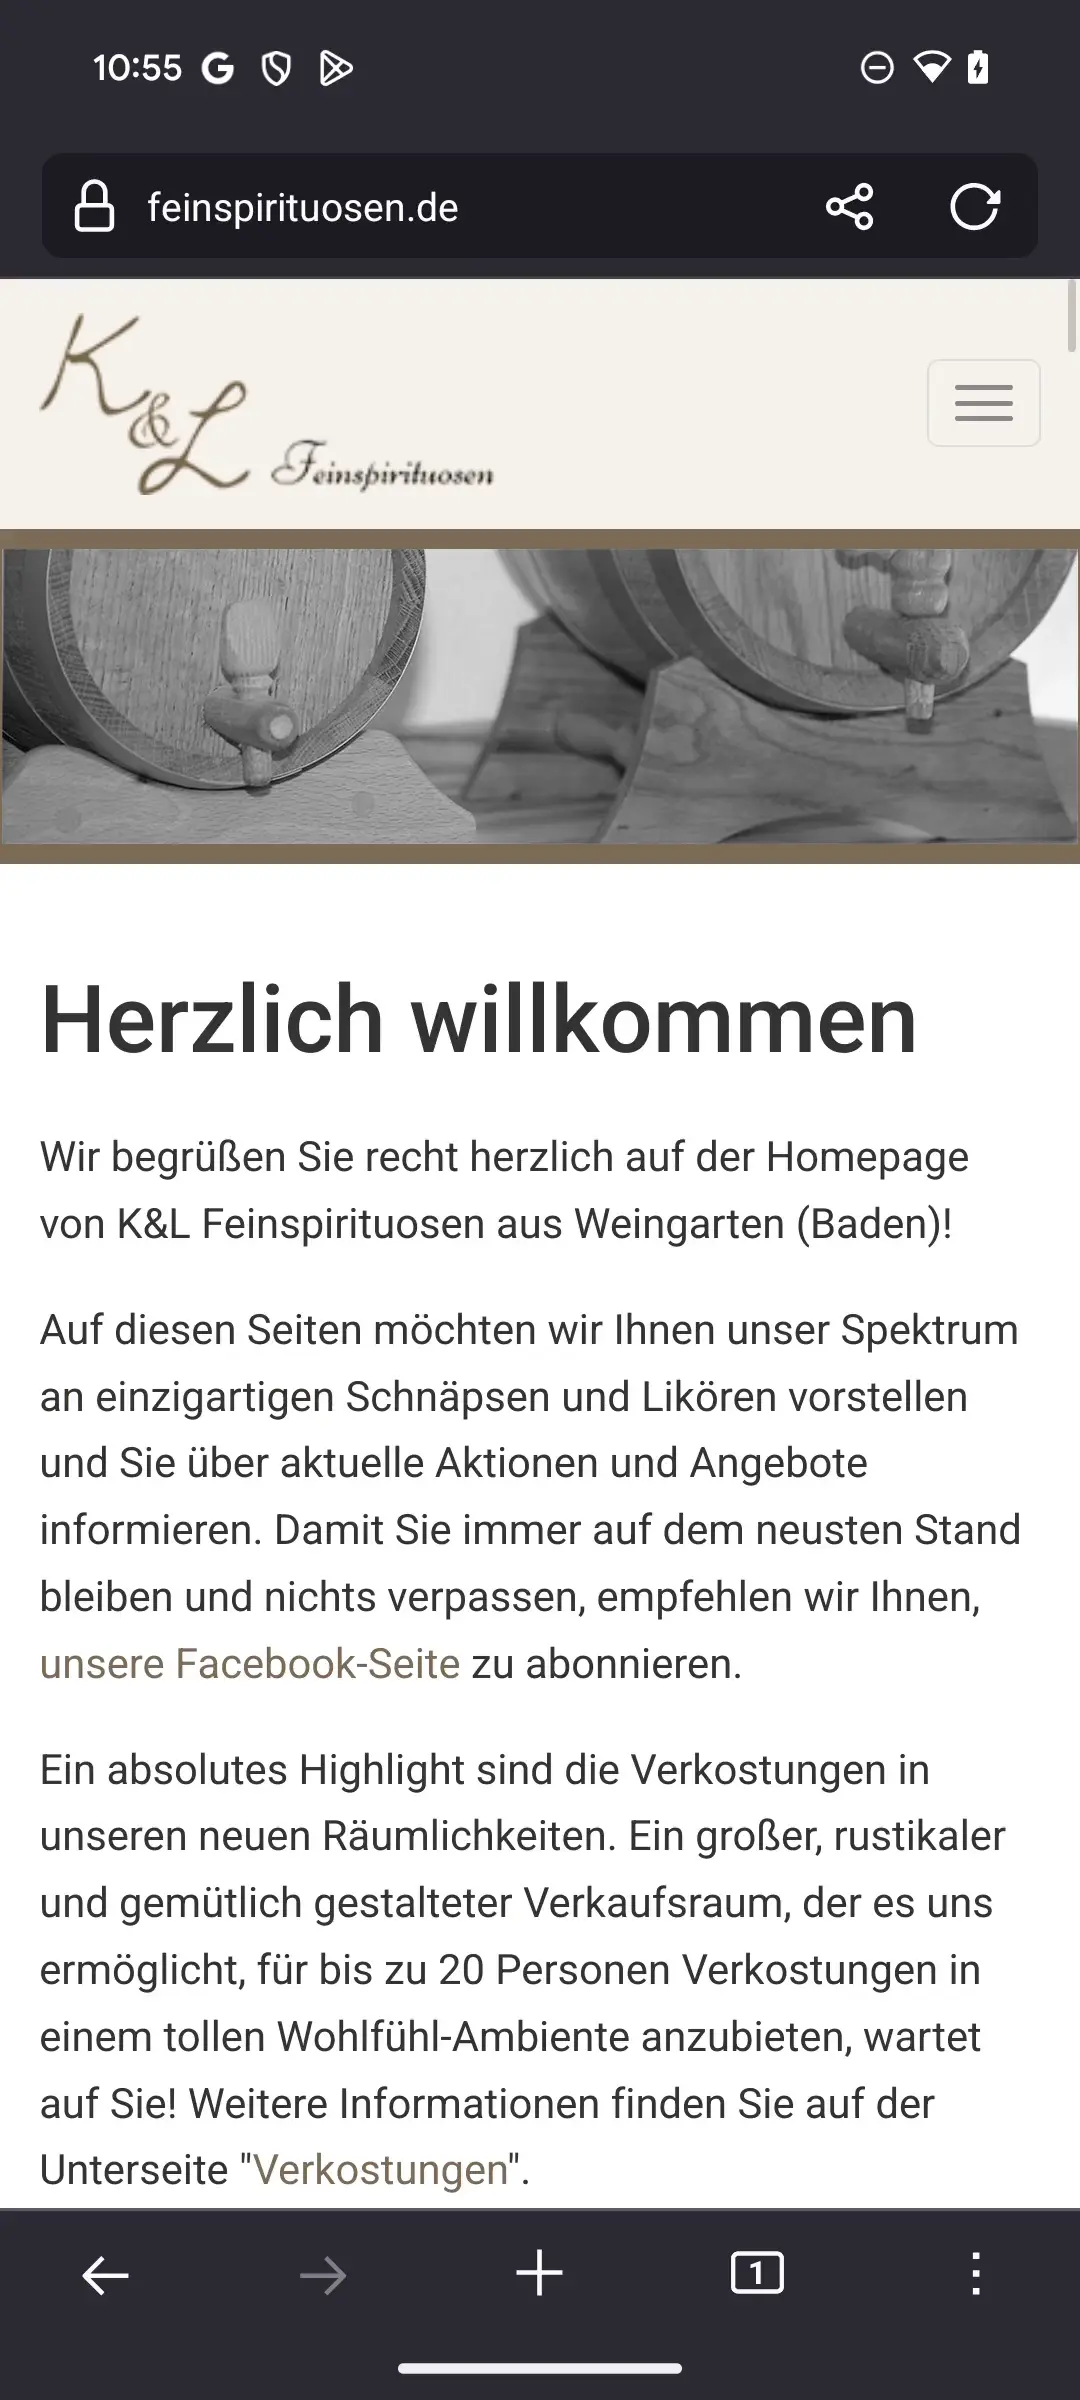 10:55
feinspirituosen.de
K&L Feinspirituosen
Herzlich willkommen
Wir begrüßen Sie recht herzlich auf der Homepage
von K&L Feinspirituosen aus Weingarten (Baden)!
Auf diesen Seiten möchten wir Ihnen unser Spektrum
an einzigartigen Schnäpsen und Likören vorstellen
und Sie über aktuelle Aktionen und Angebote
informieren. Damit Sie immer auf dem neusten Stand
bleiben und nichts verpassen, empfehlen wir Ihnen,
unsere Facebook-Seite zu abonnieren.
Ein absolutes Highlight sind die Verkostungen in
unseren neuen Räumlichkeiten. Ein großer, rustikaler
und gemütlich gestalteter Verkaufsraum, der es uns
ermöglicht, für bis zu 20 Personen Verkostungen in
einem tollen Wohlfühl-Ambiente anzubieten, wartet
auf Sie! Weitere Informationen finden Sie auf der
Unterseite "Verkostungen".
1